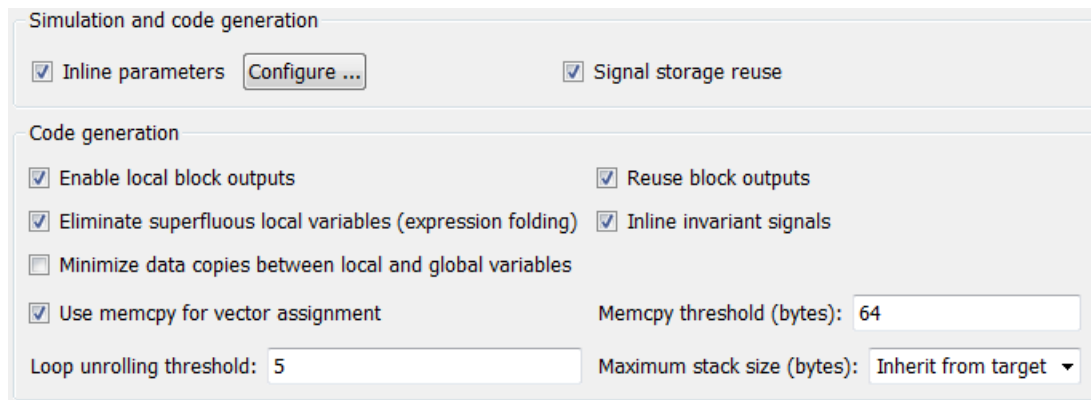 Simulation and code generation
Inline parameters Configure ... Signal storage reuse
Code generation
Enable local block outputs Reuse block outputs
Eliminate superfluous local variables (expression folding) Inline invariant signals
Minimize data copies between local and global variables
Use memcpy for vector assignment Memcpy threshold (bytes): 64
Loop unrolling threshold: 5 Maximum stack size (bytes): Inherit from target